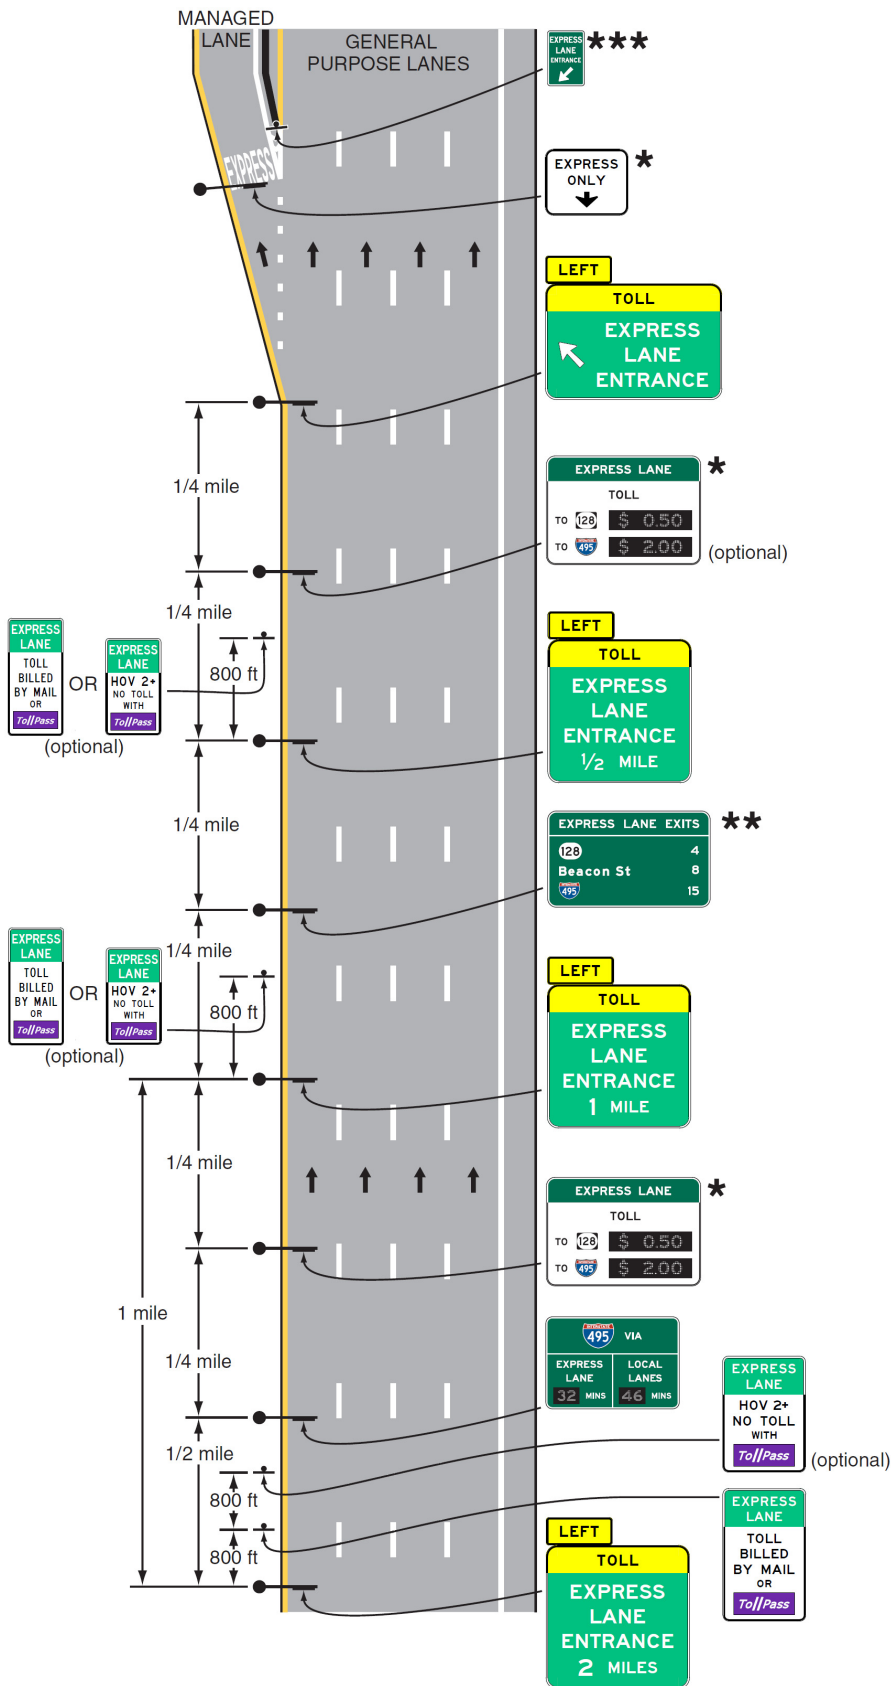 MANAGED
LANE
GENERAL
PURPOSE LANES
EXPRESS
LANE
ENTRANCE
***
EXPRESS
EXPRESS
ONLY
*
LEFT
TOLL
EXPRESS
LANE
ENTRANCE
1/4 mile
EXPRESS LANE
*
TOLL
TO 128 $ 0.50
TO 495 $ 2.00
(optional)
1/4 mile
EXPRESS
LANE
TOLL
BILLED
BY MAIL
OR
TollPass
OR
EXPRESS
LANE
HOV 2+
NO TOLL
WITH
TollPass
(optional)
800 ft
LEFT
TOLL
EXPRESS
LANE
ENTRANCE
1/2 MILE
1/4 mile
EXPRESS LANE EXITS
**
128 4
Beacon St 8
495 15
1/4 mile
EXPRESS
LANE
TOLL
BILLED
BY MAIL
OR
TollPass
OR
EXPRESS
LANE
HOV 2+
NO TOLL
WITH
TollPass
(optional)
800 ft
LEFT
TOLL
EXPRESS
LANE
ENTRANCE
1 MILE
1/4 mile
EXPRESS LANE
*
TOLL
TO 128 $ 0.50
TO 495 $ 2.00
1 mile
1/4 mile
INTERSTATE
495 VIA
EXPRESS
LANE
32 MINS
LOCAL
LANES
46 MINS
EXPRESS
LANE
HOV 2+
NO TOLL
WITH
TollPass
(optional)
1/2 mile
800 ft
800 ft
EXPRESS
LANE
TOLL
BILLED
BY MAIL
OR
TollPass
LEFT
TOLL
EXPRESS
LANE
ENTRANCE
2 MILES